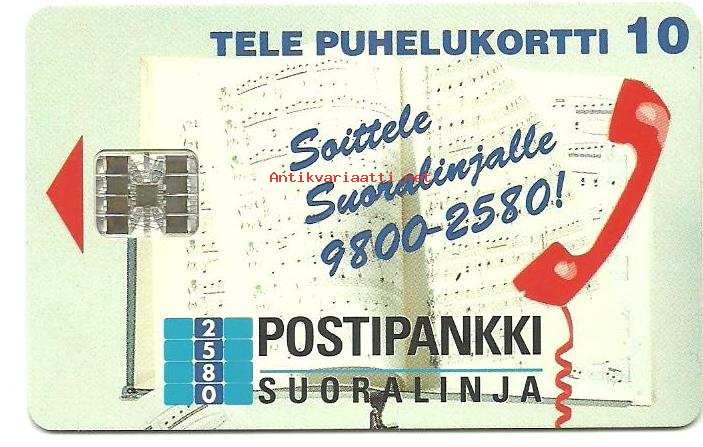 TELE PUHELUKORTTI 10
Soittele
Antikvariaatti.net
Suoralinjalle
9800-2580!
2
5
8
0
POSTIPANKKI
SUORALINJA